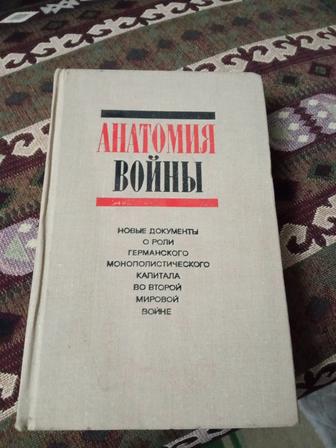 АНАТОМИЯ
ВОЙНЫ
НОВЫЕ ДОКУМЕНТЫ
О РОЛИ
ГЕРМАНСКОГО
МОНОПОЛИСТИЧЕСКОГО
КАПИТАЛА
ВО ВТОРОЙ
МИРОВОЙ
ВОЙНЕ